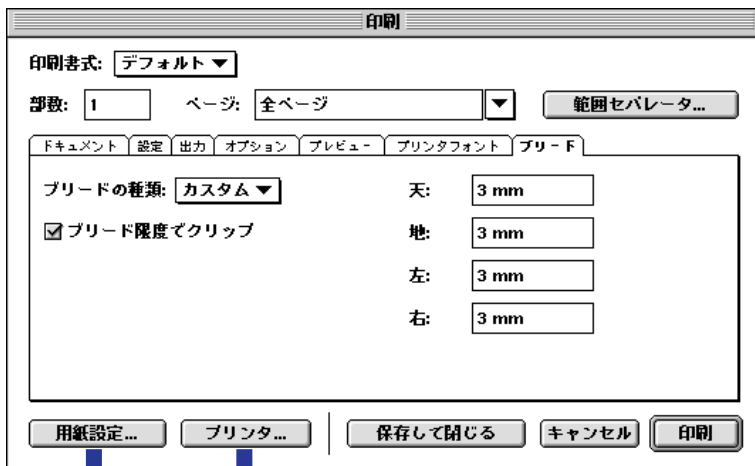 印刷
印刷書式: デフォルト
部数: 1 ページ: 全ページ 範囲セパレータ...
ドキュメント 設定 出力 オプション プレビュー プリンタフォント ブリード
ブリードの種類: カスタム 天: 3 mm
ブリード限度でクリップ 地: 3 mm
左: 3 mm
右: 3 mm
用紙設定... プリンタ... 保存して閉じる キャンセル 印刷